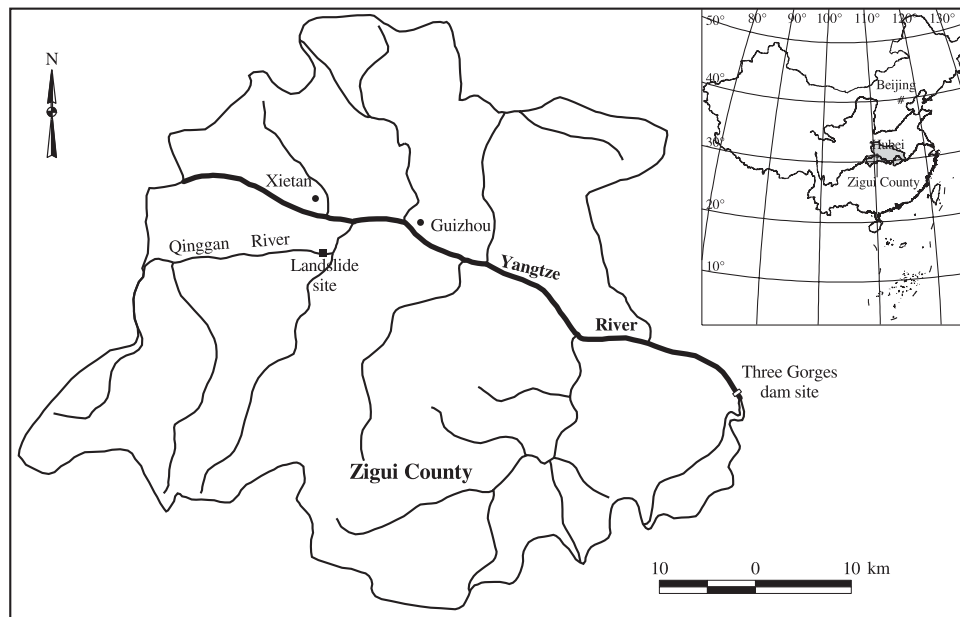 N
Xietan
Guizhou
Qinggan River
Landslide
site
Yangtze
River
Three Gorges
dam site
Zigui County
10 0 10 km
50° 80° 90° 100° 110° 120° 130°
40°
Beijing
#
30°
Hubei
Zigui County
20°
10°